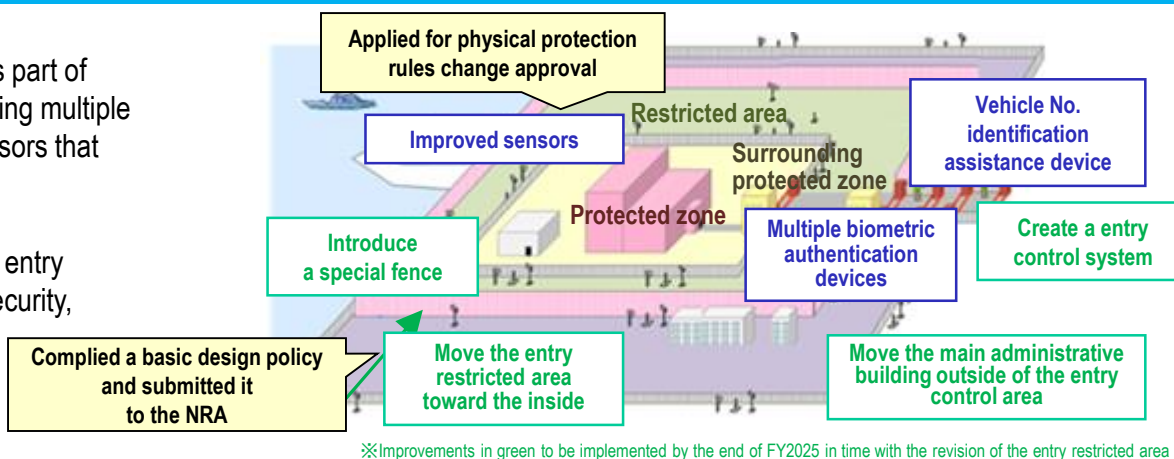 s part of
ing multiple
sors that
entry
ecurity,
Applied for physical protection
rules change approval
Restricted area
Improved sensors
Vehicle No.
identification
assistance device
Surrounding
protected zone
Protected zone
Introduce
a special fence
Multiple biometric
authentication
devices
Create a entry
control system
Complied a basic design policy
and submitted it
to the NRA
Move the entry
restricted area
toward the inside
Move the main administrative
building outside of the entry
control area
※Improvements in green to be implemented by the end of FY2025 in time with the revision of the entry restricted area